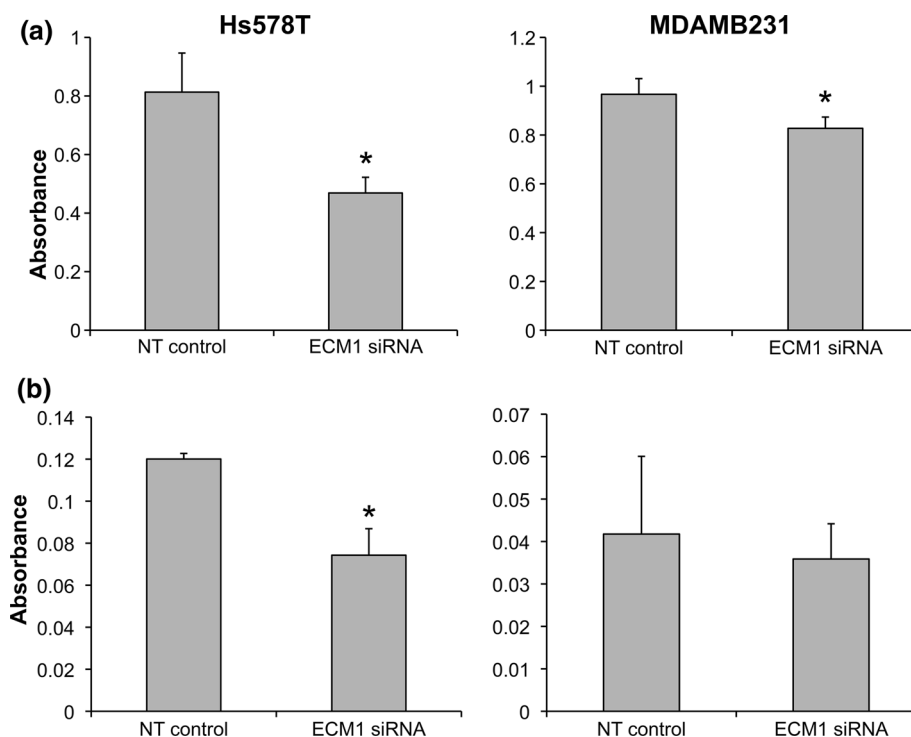 (a)
Hs578T
MDAMB231
Absorbance
1
0.8
0.6
0.4
0.2
0
NT control
ECM1 siRNA
*
1.2
1
0.8
0.6
0.4
0.2
0
NT control
ECM1 siRNA
*
(b)
Absorbance
0.14
0.12
0.1
0.08
0.06
0.04
0.02
0
NT control
ECM1 siRNA
*
0.07
0.06
0.05
0.04
0.03
0.02
0.01
0
NT control
ECM1 siRNA